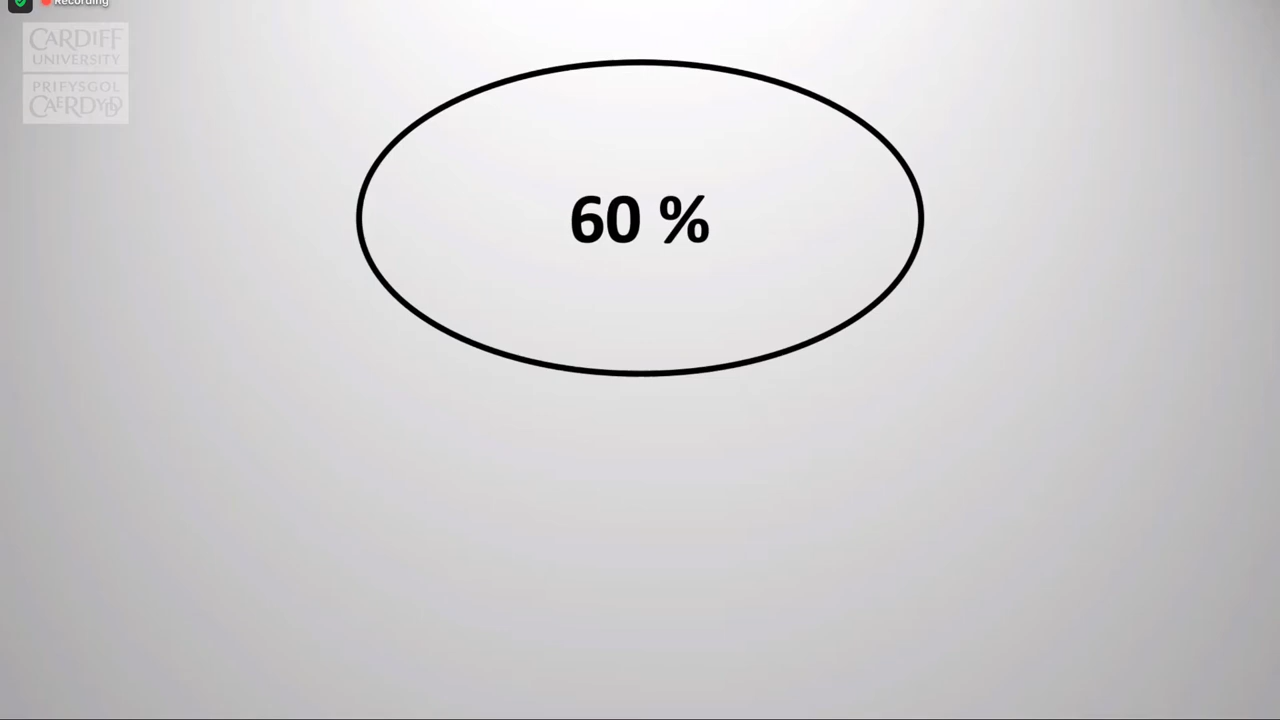 Recording
CARDIFF
UNIVERSITY
PRIFYSGOL
CAERDYDD
60 %